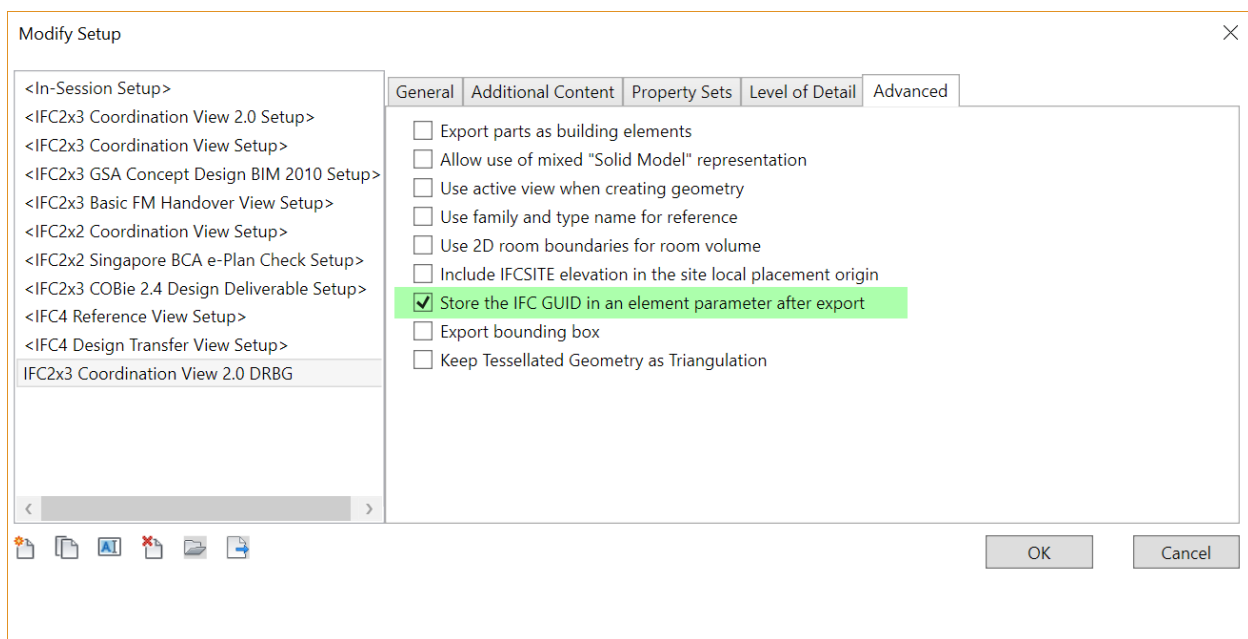 Modify Setup
<In-Session Setup>
<IFC2x3 Coordination View 2.0 Setup>
<IFC2x3 Coordination View Setup>
<IFC2x3 GSA Concept Design BIM 2010 Setup>
<IFC2x3 Basic FM Handover View Setup>
<IFC2x2 Coordination View Setup>
<IFC2x2 Singapore BCA e-Plan Check Setup>
<IFC2x3 COBie 2.4 Design Deliverable Setup>
<IFC4 Reference View Setup>
<IFC4 Design Transfer View Setup>
IFC2x3 Coordination View 2.0 DRBG
General Additional Content Property Sets Level of Detail Advanced
Export parts as building elements
Allow use of mixed "Solid Model" representation
Use active view when creating geometry
Use family and type name for reference
Use 2D room boundaries for room volume
Include IFCSITE elevation in the site local placement origin
Store the IFC GUID in an element parameter after export
Export bounding box
Keep Tessellated Geometry as Triangulation
AI
OK Cancel